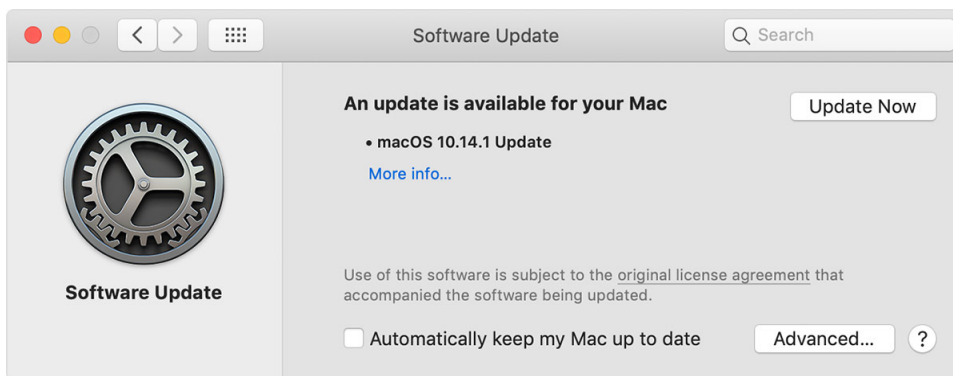 Software Update
Search
An update is available for your Mac
Update Now
• macOS 10.14.1 Update
More info...
Software Update
Use of this software is subject to the original license agreement that
accompanied the software being updated.
Automatically keep my Mac up to date
Advanced...
?